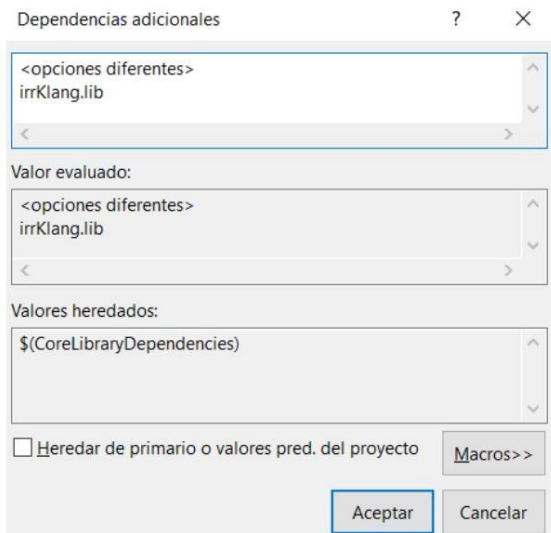 Dependencias adicionales ? ×
<opciones diferentes>
irrKlang.lib
Valor evaluado:
<opciones diferentes>
irrKlang.lib
Valores heredados:
$(CoreLibraryDependencies)
Heredar de primario o valores pred. del proyecto
Macros>>
Aceptar Cancelar